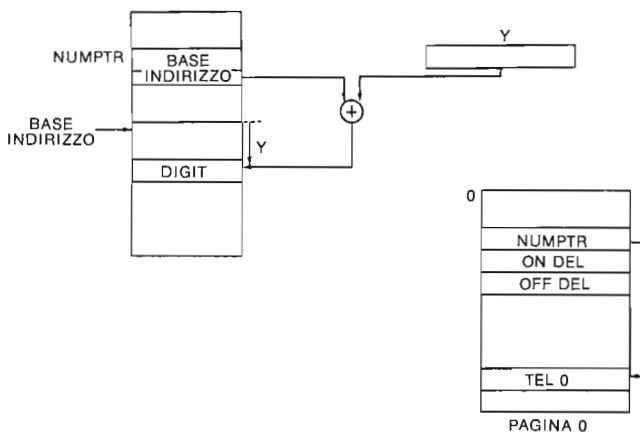 NUMPTR
BASE
INDIRIZZO
Y
+
BASE
INDIRIZZO
Y
DIGIT
0
NUMPTR
ON DEL
OFF DEL
TEL 0
PAGINA 0